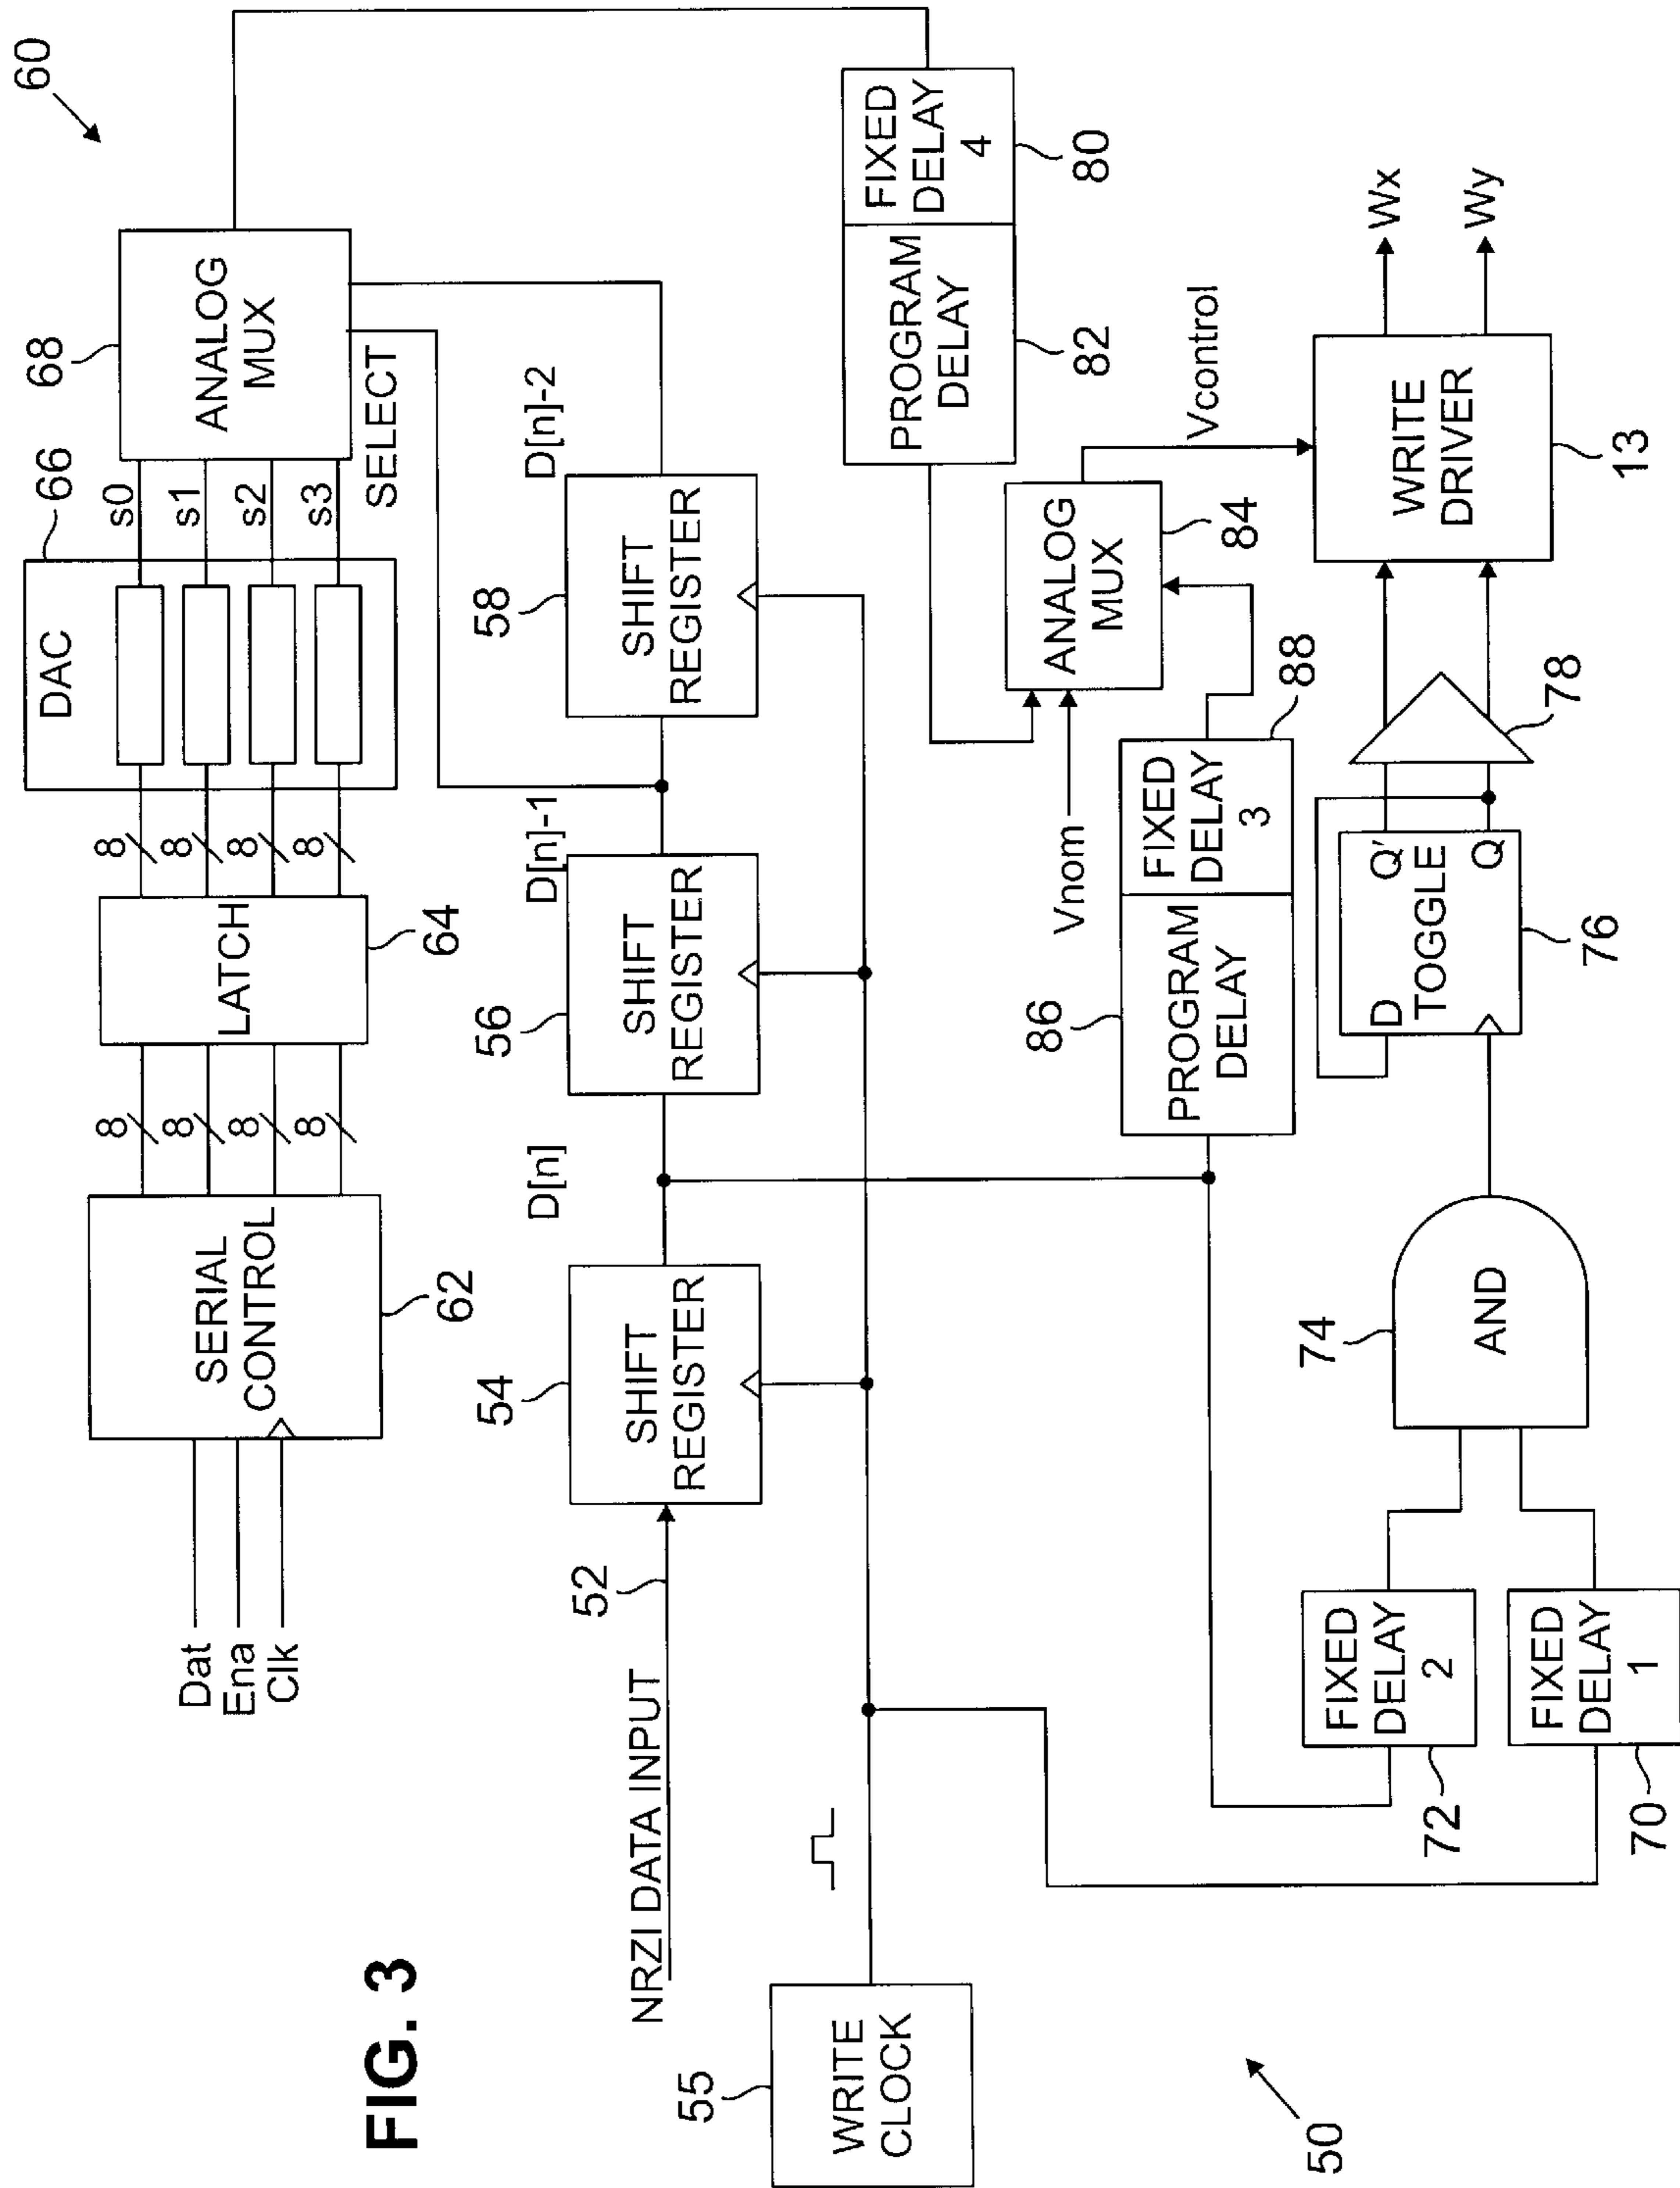 FIG. 3
60
Dat
Ena
Clk
SERIAL
CONTROL
62
8
8
8
8
LATCH
64
8
8
8
8
DAC
66
s0
s1
s2
s3
68
ANALOG
MUX
SELECT
NRZI DATA INPUT
52
54
SHIFT
REGISTER
D[n]
56
SHIFT
REGISTER
D[n]-1
58
SHIFT
REGISTER
D[n]-2
55
WRITE
CLOCK
PROGRAM
DELAY
82
FIXED
DELAY
4
80
Vnom
ANALOG
MUX
84
Vcontrol
86
PROGRAM
DELAY
FIXED
DELAY
3
88
50
72
FIXED
DELAY
2
70
FIXED
DELAY
1
74
AND
D
TOGGLE
Q'
Q
76
78
WRITE
DRIVER
13
Wx
Wy